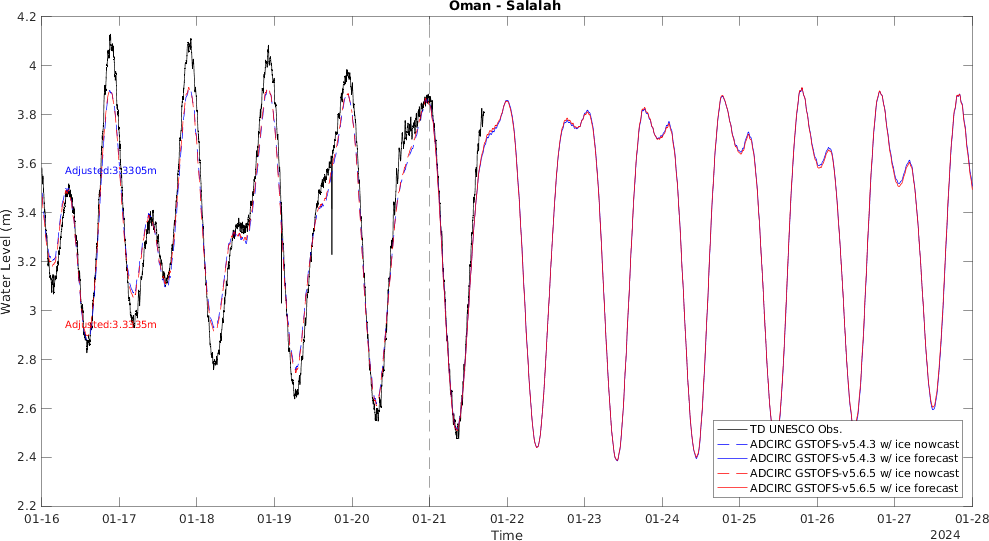 Oman - Salalah
4.2
4
3.8
3.6
3.4
3.2
3
2.8
2.6
2.4
2.2
Water Level (m)
Adjusted:3.3305m
Adjusted:3.3335m
TD UNESCO Obs.
ADCIRC GSTOFS-v5.4.3 w/ ice nowcast
ADCIRC GSTOFS-v5.4.3 w/ ice forecast
ADCIRC GSTOFS-v5.6.5 w/ ice nowcast
ADCIRC GSTOFS-v5.6.5 w/ ice forecast
01-16 01-17 01-18 01-19 01-20 01-21 01-22 01-23 01-24 01-25 01-26 01-27 01-28
Time
2024